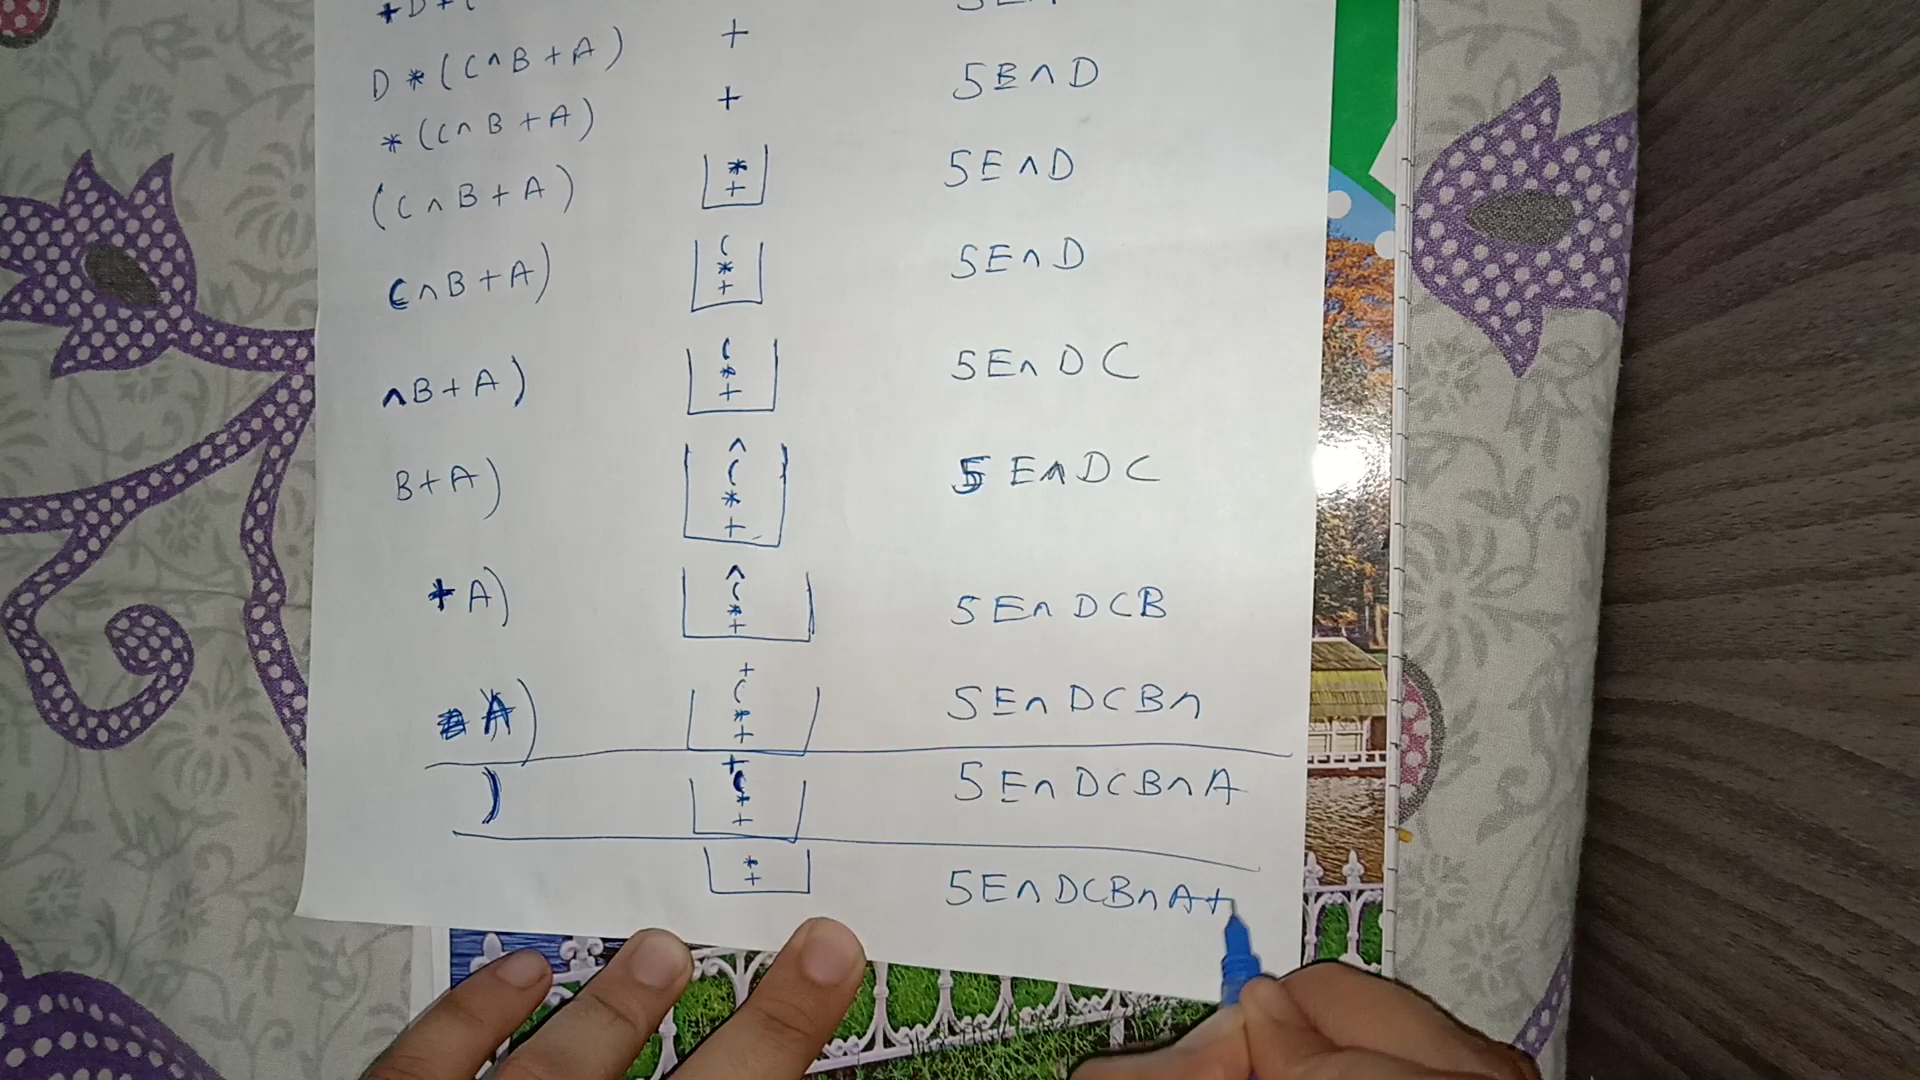 +D*(
D * ( C ^ B + A ) + 5 B ^ D
* ( C ^ B + A ) +
( C ^ B + A ) * + 5 E ^ D
C ^ B + A ) ( * + 5 E ^ D
^ B + A ) ( * + 5 E ^ D C
B + A ) ^ ( * + 5 E ^ D C
+ A ) ^ ( * + 5 E ^ D C B
A ) + ( * + 5 E ^ D C B ^
) + ( * + 5 E ^ D C B ^ A
* + 5 E ^ D C B ^ A +